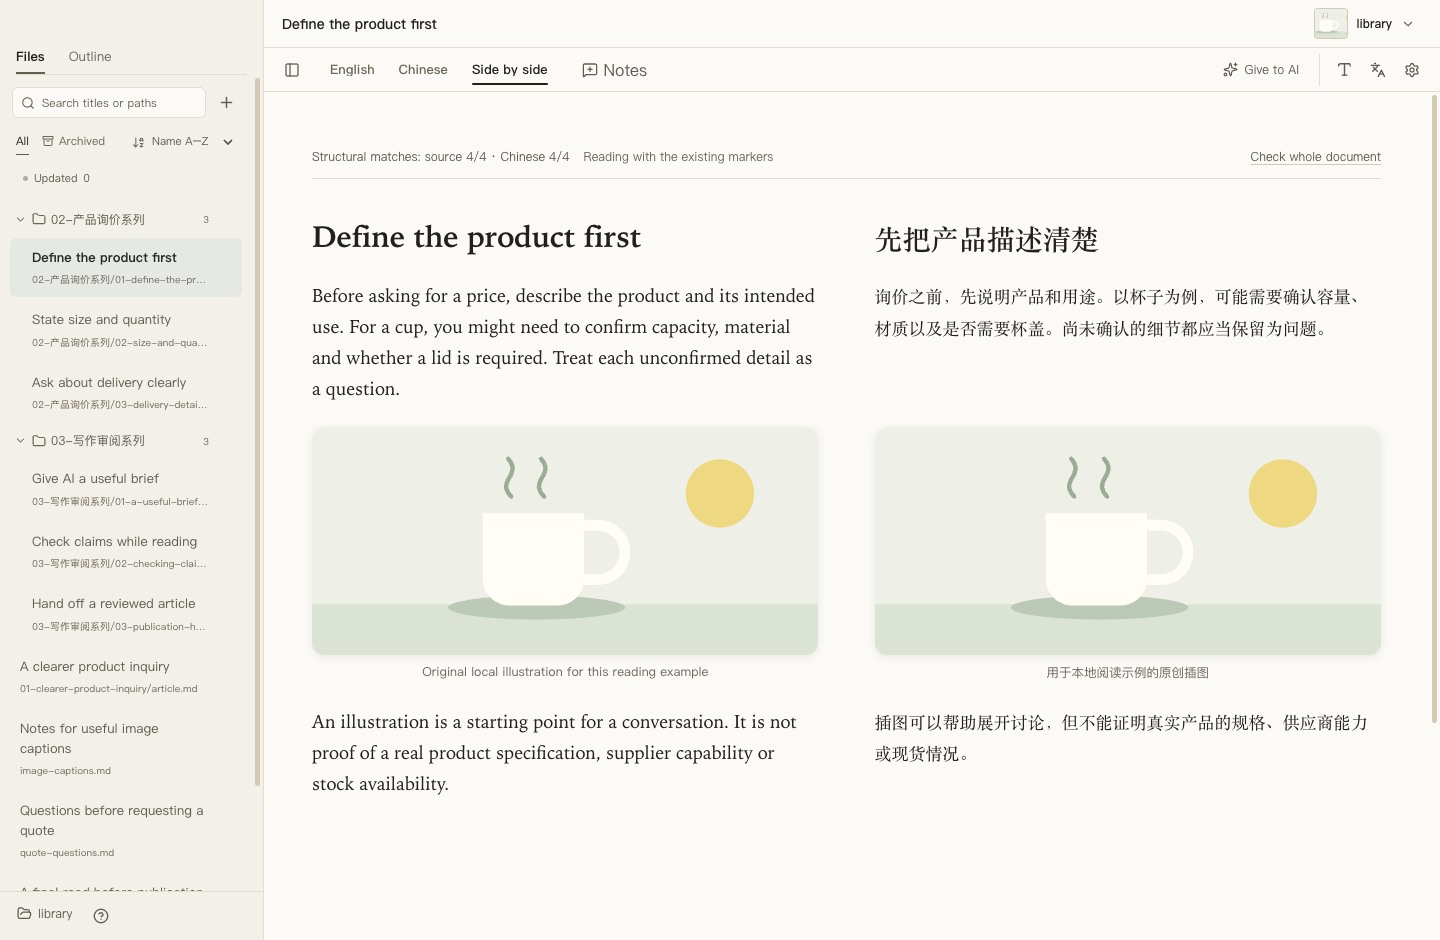 Define the product first
library
Files
Outline
English
Chinese
Side by side
Notes
Give to AI
Search titles or paths
All
Archived
Name A–Z
Updated 0
02–产品询价系列
3
Define the product first
02–产品询价系列/01–define–the–pr...
State size and quantity
02–产品询价系列/02–size–and–qua...
Ask about delivery clearly
02–产品询价系列/03–delivery–detai...
03–写作审阅系列
3
Give AI a useful brief
03–写作审阅系列/01–a–useful–brief...
Check claims while reading
03–写作审阅系列/02–checking–clai...
Hand off a reviewed article
03–写作审阅系列/03–publication–h...
A clearer product inquiry
01–clearer–product–inquiry/article.md
Notes for useful image
captions
image–captions.md
Questions before requesting a
quote
quote–questions.md
A final read before publication
library
Structural matches: source 4/4 · Chinese 4/4
Reading with the existing markers
Check whole document
Define the product first
Before asking for a price, describe the product and its intended
use. For a cup, you might need to confirm capacity, material
and whether a lid is required. Treat each unconfirmed detail as
a question.
Original local illustration for this reading example
An illustration is a starting point for a conversation. It is not
proof of a real product specification, supplier capability or
stock availability.
先把产品描述清楚
询价之前，先说明产品和用途。以杯子为例，可能需要确认容量、
材质以及是否需要杯盖。尚未确认的细节都应当保留为问题。
用于本地阅读示例的原创插图
插图可以帮助展开讨论，但不能证明真实产品的规格、供应商能力
或现货情况。